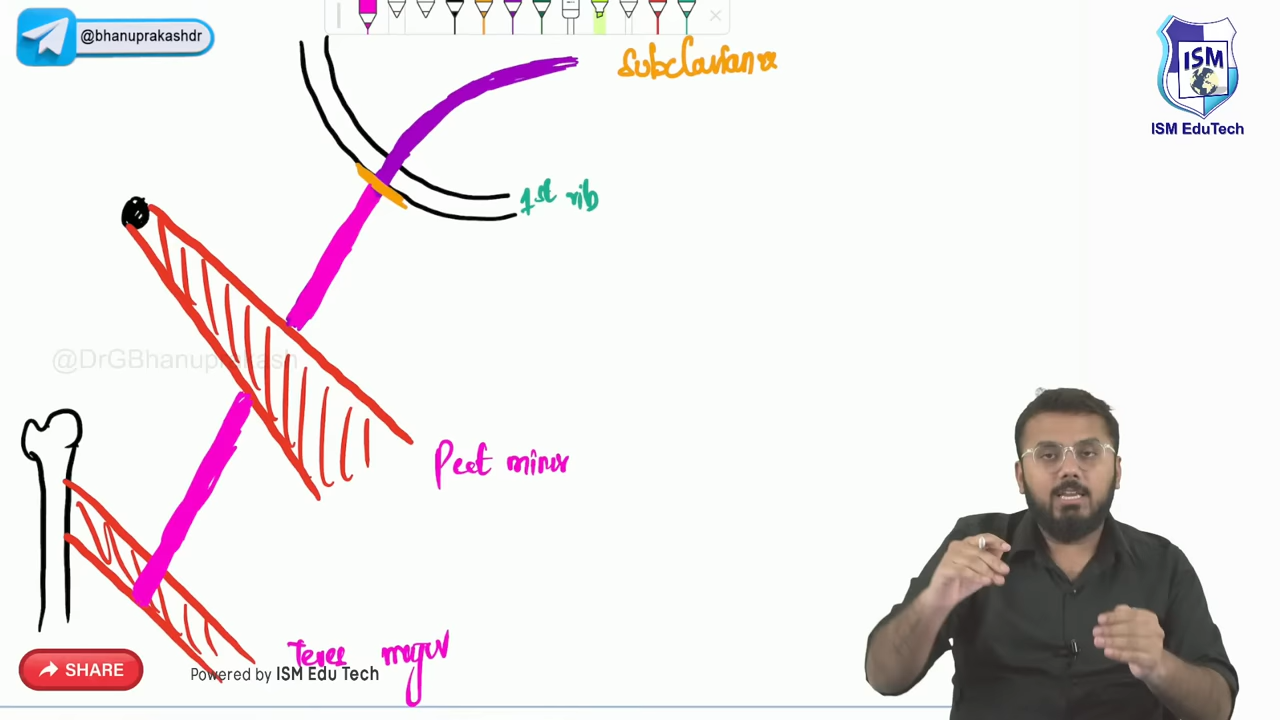 @bhanuprakashdr
ISM
ISM EduTech
subclavian
1st rib
@DrGBhanuprakash
Pect minor
Teres major
SHARE
Powered by ISM Edu Tech